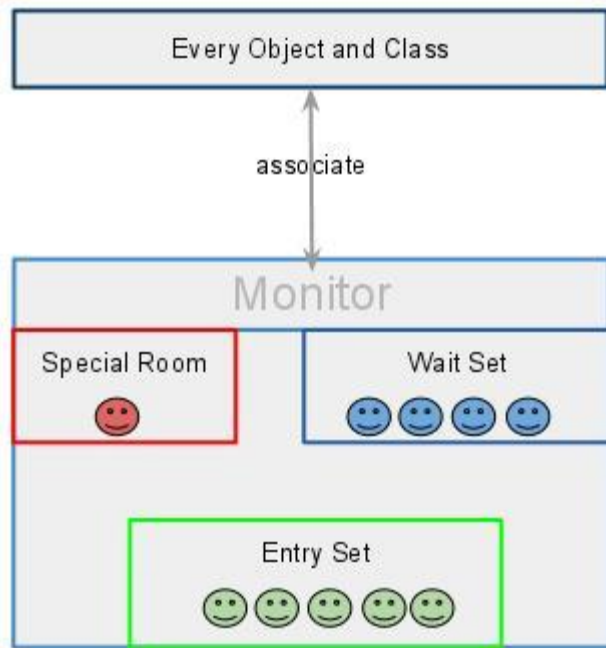 Every Object and Class
associate
Monitor
Special Room
Wait Set
Entry Set